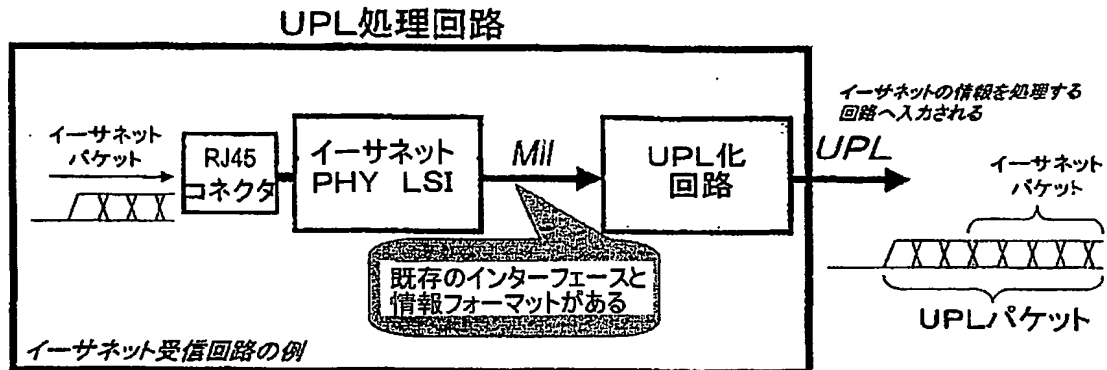 UPL処理回路
イーサネット
パケット
RJ45
コネクタ
イーサネット
PHY LSI
MiI
UPL化
回路
イーサネットの情報を処理する
回路へ入力される
UPL
イーサネット
パケット
既存のインターフェースと
情報フォーマットがある
UPLパケット
イーサネット受信回路の例